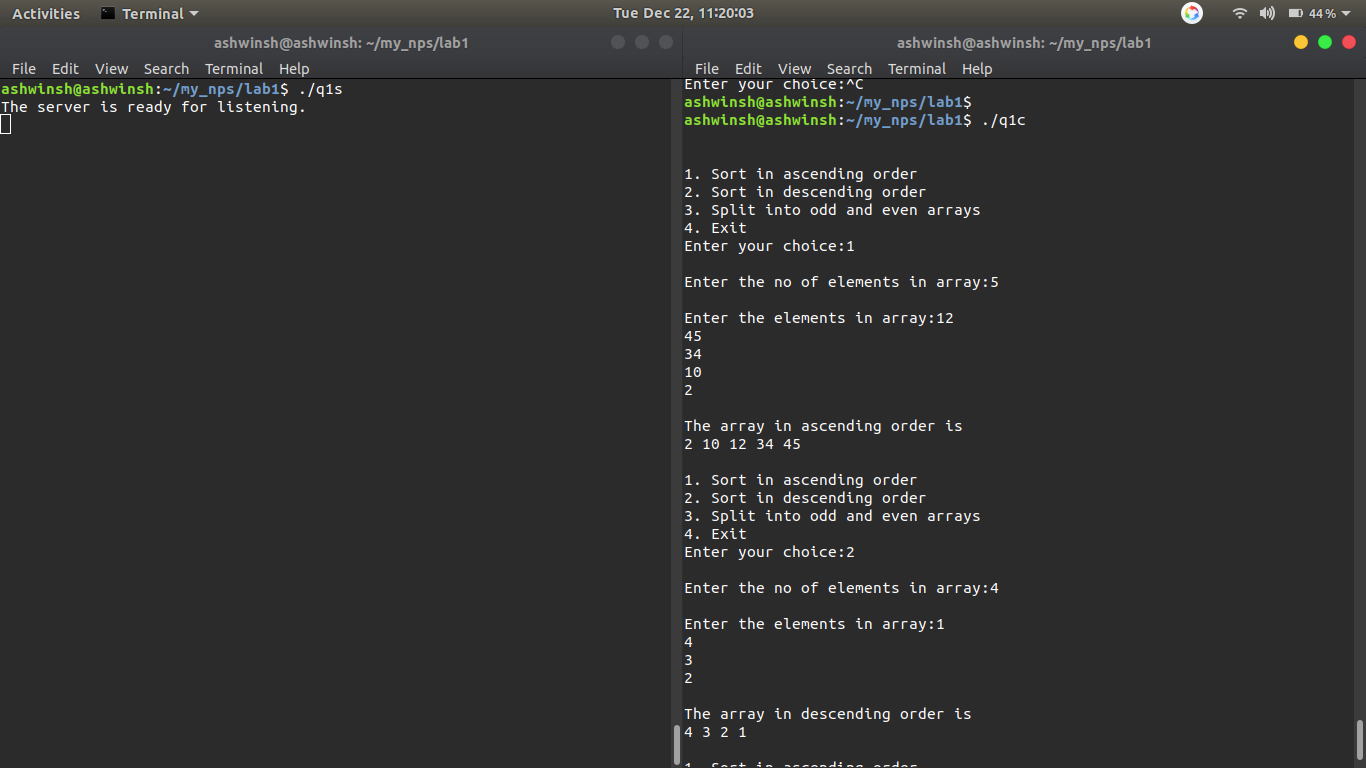 Activities Terminal Tue Dec 22, 11:20:03 44 %
ashwinsh@ashwinsh: ~/my_nps/lab1
File Edit View Search Terminal Help
ashwinsh@ashwinsh:~/my_nps/lab1$ ./q1s
The server is ready for listening.
ashwinsh@ashwinsh: ~/my_nps/lab1
File Edit View Search Terminal Help
Enter your choice:^C
ashwinsh@ashwinsh:~/my_nps/lab1$
ashwinsh@ashwinsh:~/my_nps/lab1$ ./q1c
1. Sort in ascending order
2. Sort in descending order
3. Split into odd and even arrays
4. Exit
Enter your choice:1
Enter the no of elements in array:5
Enter the elements in array:12
45
34
10
2
The array in ascending order is
2 10 12 34 45
1. Sort in ascending order
2. Sort in descending order
3. Split into odd and even arrays
4. Exit
Enter your choice:2
Enter the no of elements in array:4
Enter the elements in array:1
4
3
2
The array in descending order is
4 3 2 1
1. Sort in ascending order